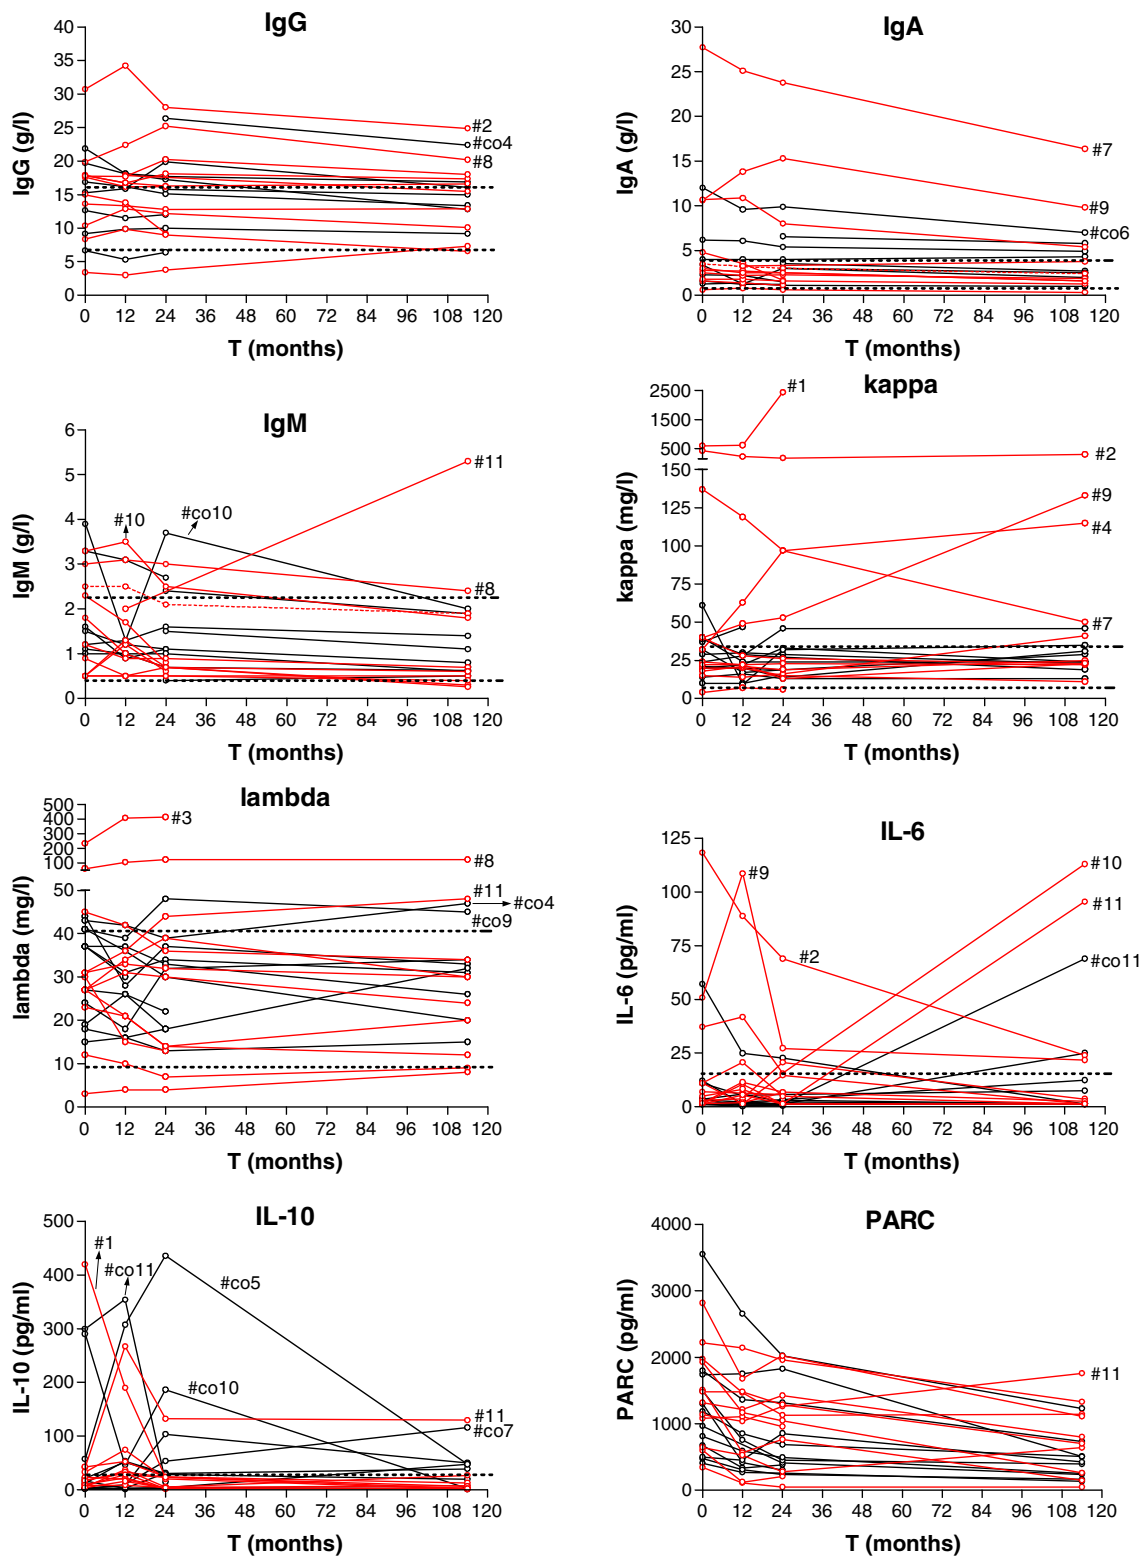 IgG
40
35
30
25
20
15
10
5
0
IgG (g/l)
#2
#co4
#8
0 12 24 36 48 60 72 84 96 108 120
T (months)
IgA
30
25
20
15
10
5
0
IgA (g/l)
#7
#9
#co6
0 12 24 36 48 60 72 84 96 108 120
T (months)
IgM
6
5
4
3
2
1
0
IgM (g/l)
#10
#co10
#11
#8
0 12 24 36 48 60 72 84 96 108 120
T (months)
kappa
2500
1500
500
150
125
100
75
50
25
0
kappa (mg/l)
#1
#2
#9
#4
#7
0 12 24 36 48 60 72 84 96 108 120
T (months)
lambda
500
400
300
200
100
50
40
30
20
10
0
lambda (mg/l)
#3
#8
#11
#co4
#co9
0 12 24 36 48 60 72 84 96 108 120
T (months)
IL-6
125
100
75
50
25
0
IL-6 (pg/ml)
#9
#2
#10
#11
#co11
0 12 24 36 48 60 72 84 96 108 120
T (months)
IL-10
500
400
300
200
100
0
IL-10 (pg/ml)
#1
#co11
#co5
#co10
#11
#co7
0 12 24 36 48 60 72 84 96 108 120
T (months)
PARC
4000
3000
2000
1000
0
PARC (pg/ml)
#11
0 12 24 36 48 60 72 84 96 108 120
T (months)